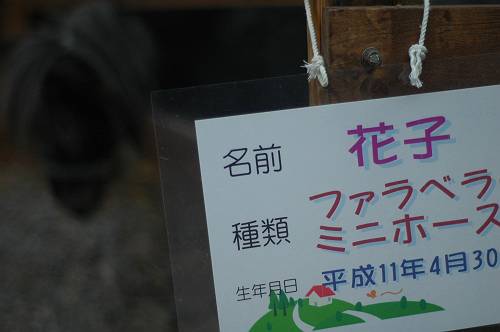 名前 花子
種類 ファラベラ
ミニホース
生年月日 平成11年4月30